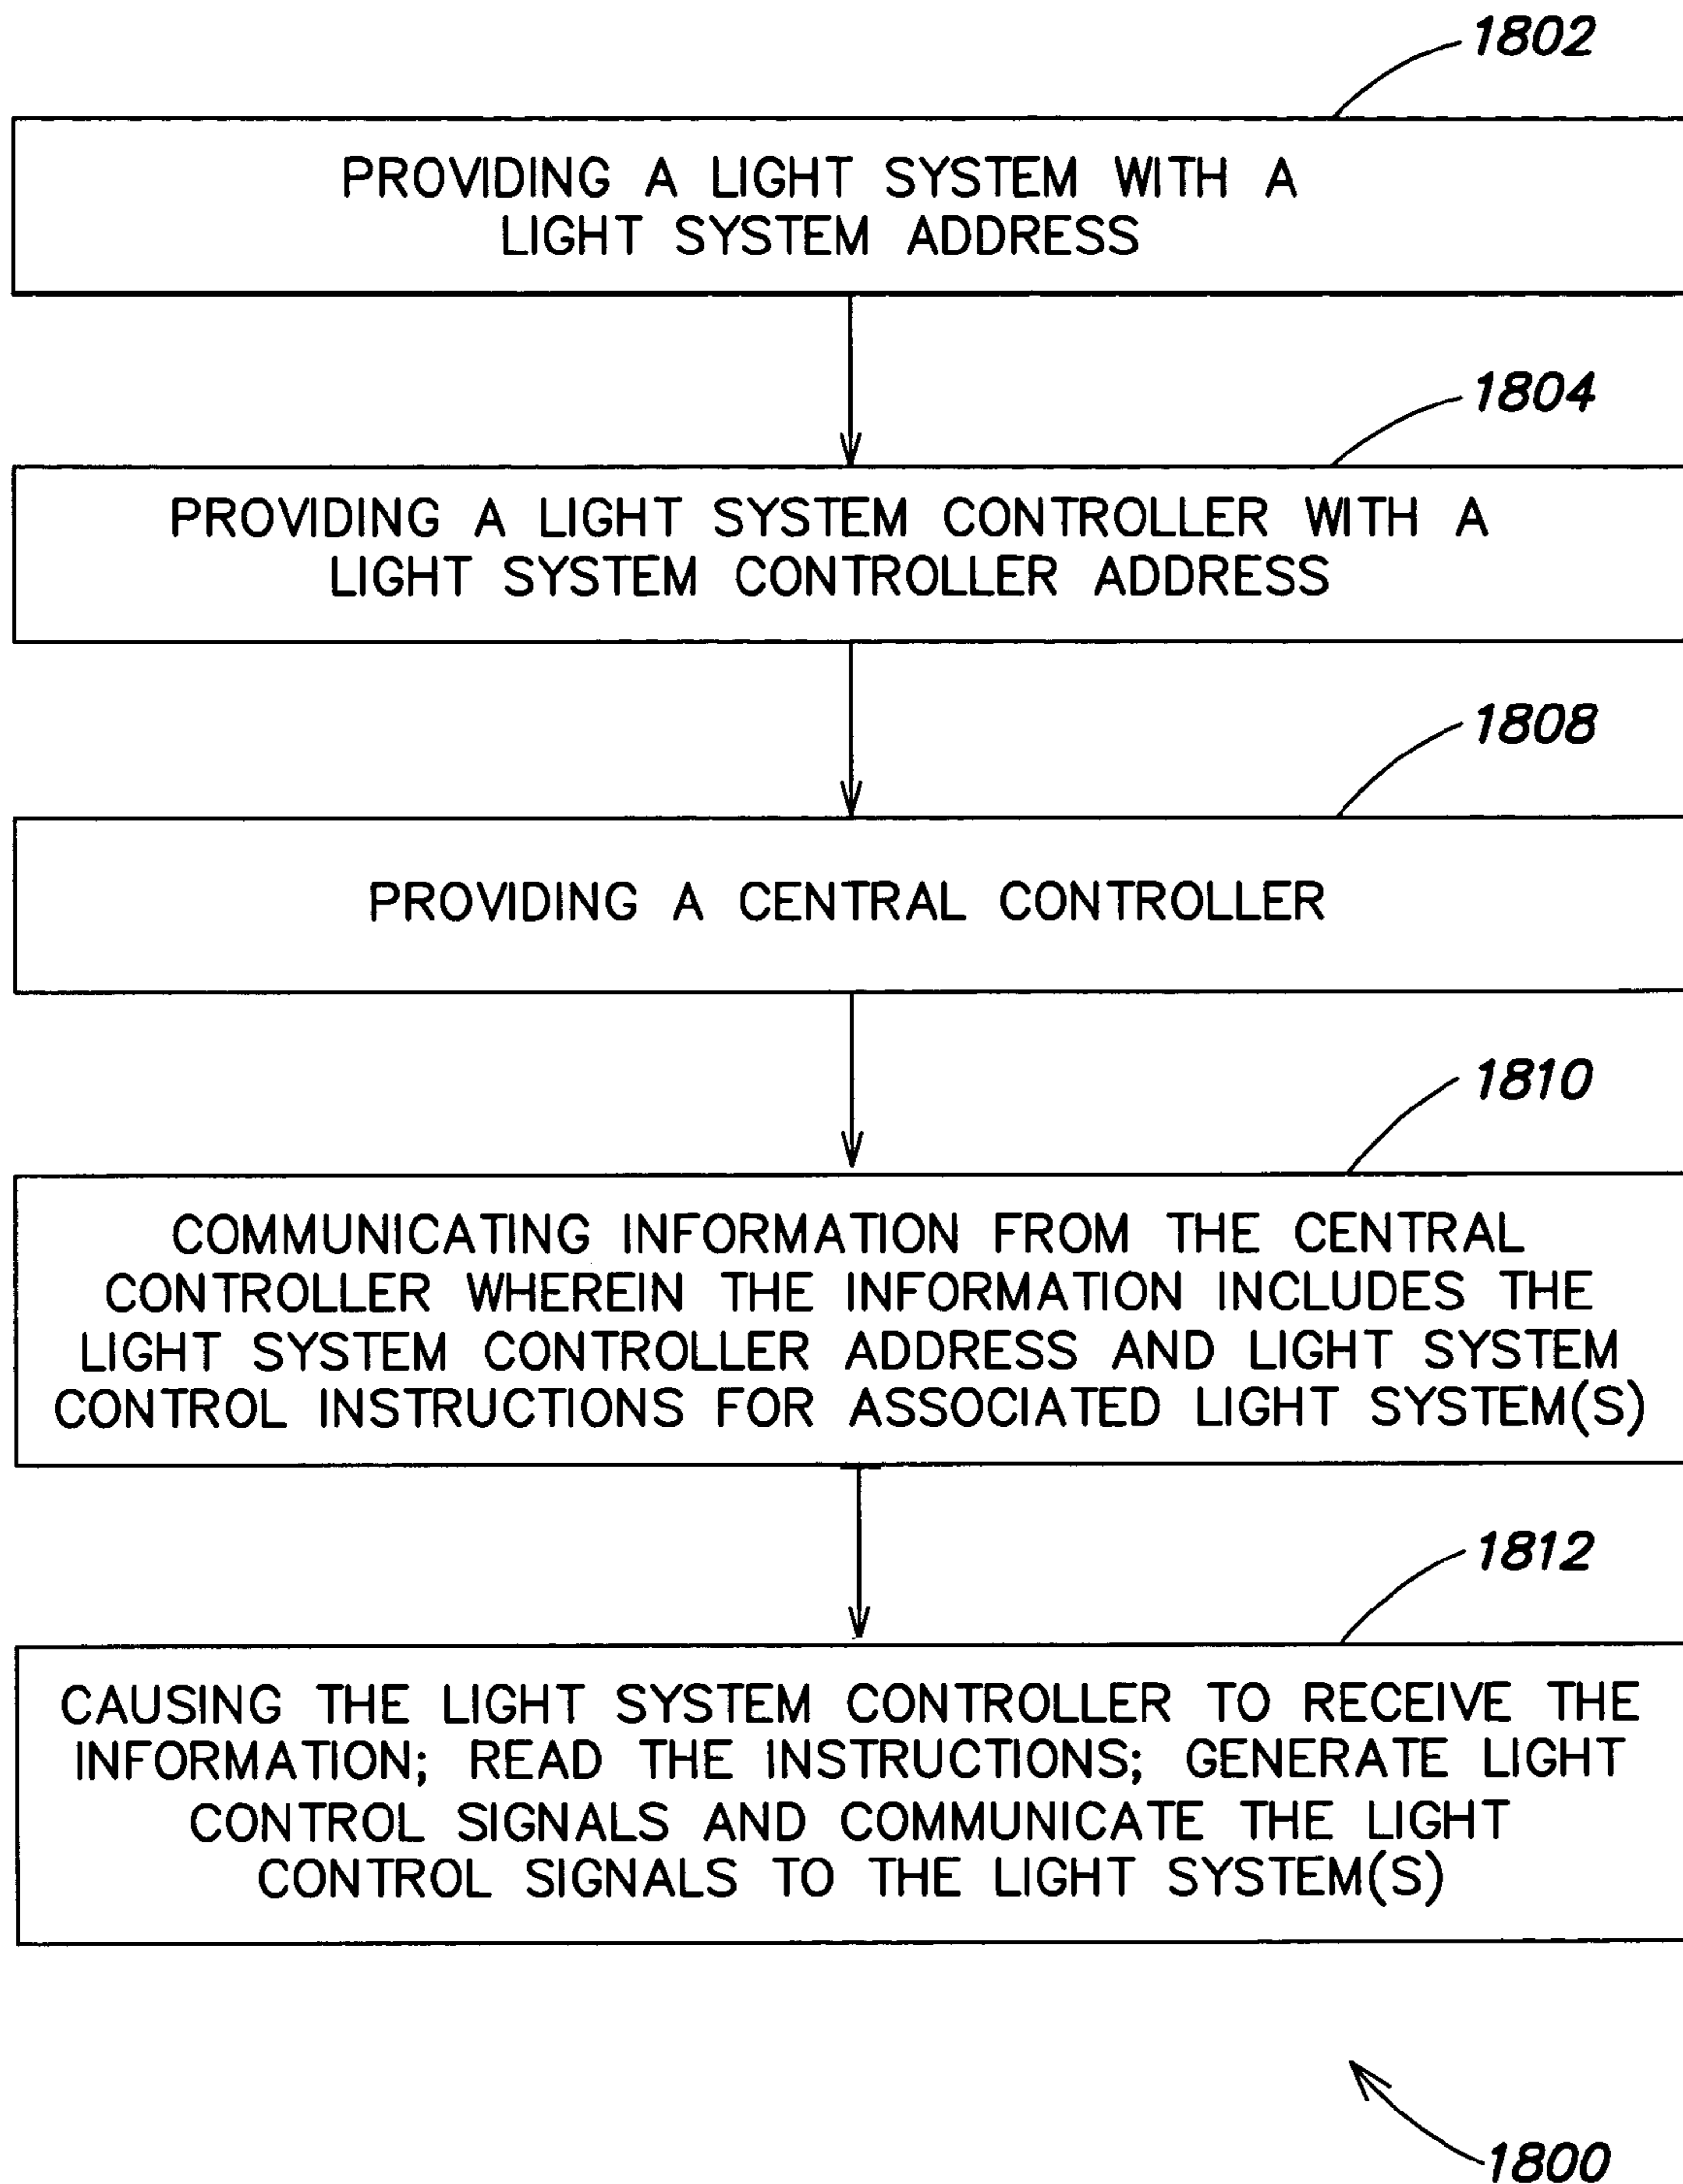 1802
PROVIDING A LIGHT SYSTEM WITH A
LIGHT SYSTEM ADDRESS
1804
PROVIDING A LIGHT SYSTEM CONTROLLER WITH A
LIGHT SYSTEM CONTROLLER ADDRESS
1808
PROVIDING A CENTRAL CONTROLLER
1810
COMMUNICATING INFORMATION FROM THE CENTRAL
CONTROLLER WHEREIN THE INFORMATION INCLUDES THE
LIGHT SYSTEM CONTROLLER ADDRESS AND LIGHT SYSTEM
CONTROL INSTRUCTIONS FOR ASSOCIATED LIGHT SYSTEM(S)
1812
CAUSING THE LIGHT SYSTEM CONTROLLER TO RECEIVE THE
INFORMATION; READ THE INSTRUCTIONS; GENERATE LIGHT
CONTROL SIGNALS AND COMMUNICATE THE LIGHT
CONTROL SIGNALS TO THE LIGHT SYSTEM(S)
1800